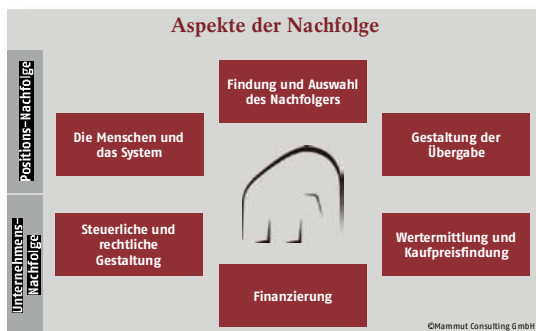 Aspekte der Nachfolge
Positions-Nachfolge
Findung und Auswahl
des Nachfolgers
Die Menschen und
das System
Gestaltung der
Übergabe
Unternehmens-
Nachfolge
Steuerliche und
rechtliche
Gestaltung
Wertermittlung und
Kaufpreisfindung
Finanzierung
©Mammut Consulting GmbH